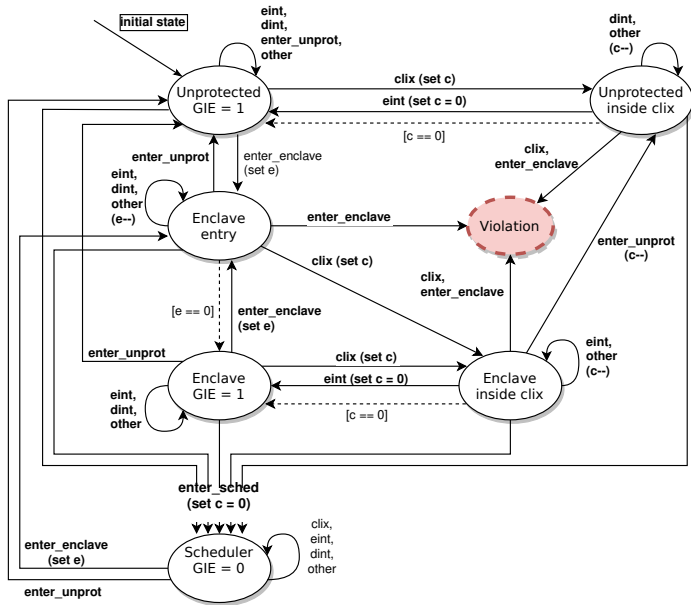 initial state
eint,
dint,
enter_unprot,
other
dint,
other
(c--)
Unprotected
GIE = 1
clix (set c)
eint (set c = 0)
[c == 0]
Unprotected
inside clix
enter_unprot
enter_enclave
(set e)
clix,
enter_enclave
eint,
dint,
other
(e--)
Enclave
entry
enter_enclave
Violation
enter_unprot
(c--)
clix (set c)
clix,
enter_enclave
[e == 0]
enter_enclave
(set e)
enter_unprot
Enclave
GIE = 1
clix (set c)
eint (set c = 0)
[c == 0]
Enclave
inside clix
eint,
other
(c--)
eint,
dint,
other
enter_sched
(set c = 0)
Scheduler
GIE = 0
clix,
eint,
dint,
other
enter_enclave
(set e)
enter_unprot